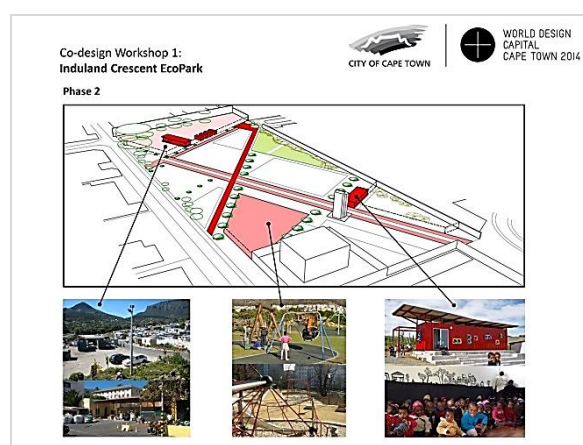 Co-design Workshop 1:
Induland Crescent EcoPark
Phase 2
CITY OF CAPE TOWN
WORLD DESIGN
CAPITAL
CAPE TOWN 2014